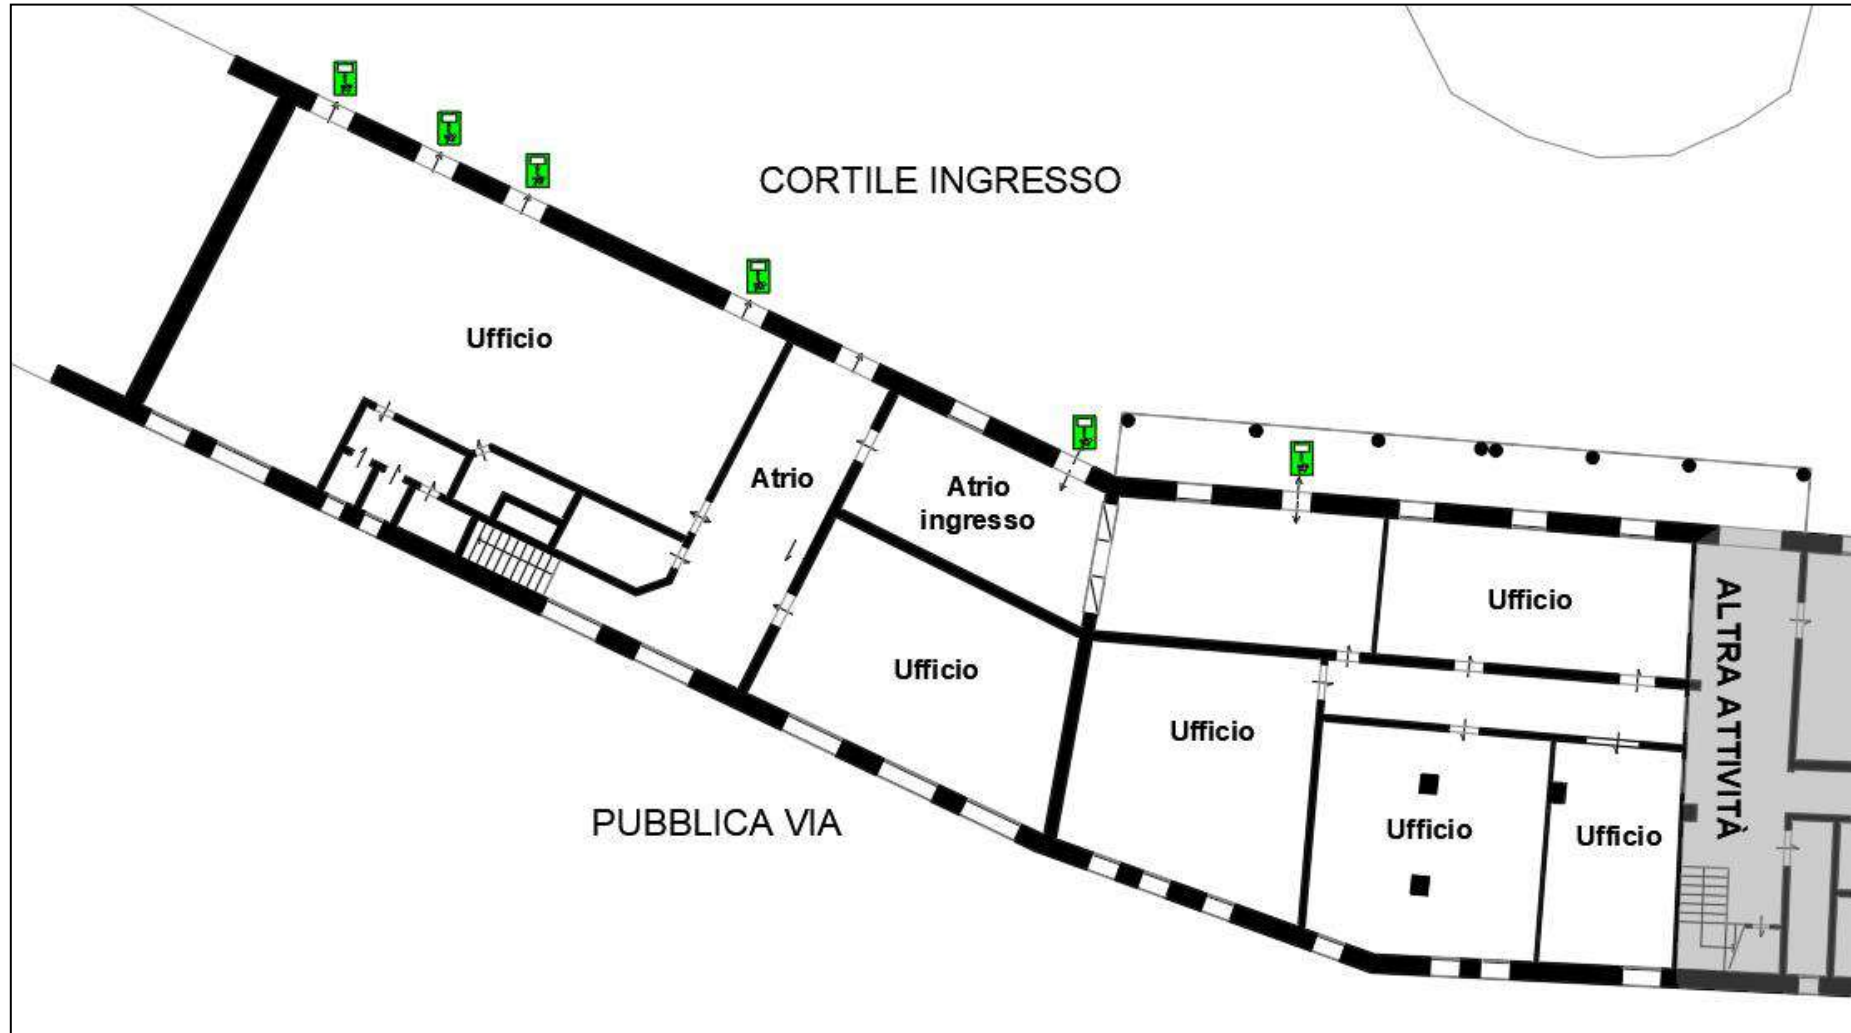 CORTILE INGRESSO
Ufficio
Atrio
Atrio
ingresso
Ufficio
Ufficio
Ufficio
Ufficio
Ufficio
ALTRA ATTIVITÀ
PUBBLICA VIA